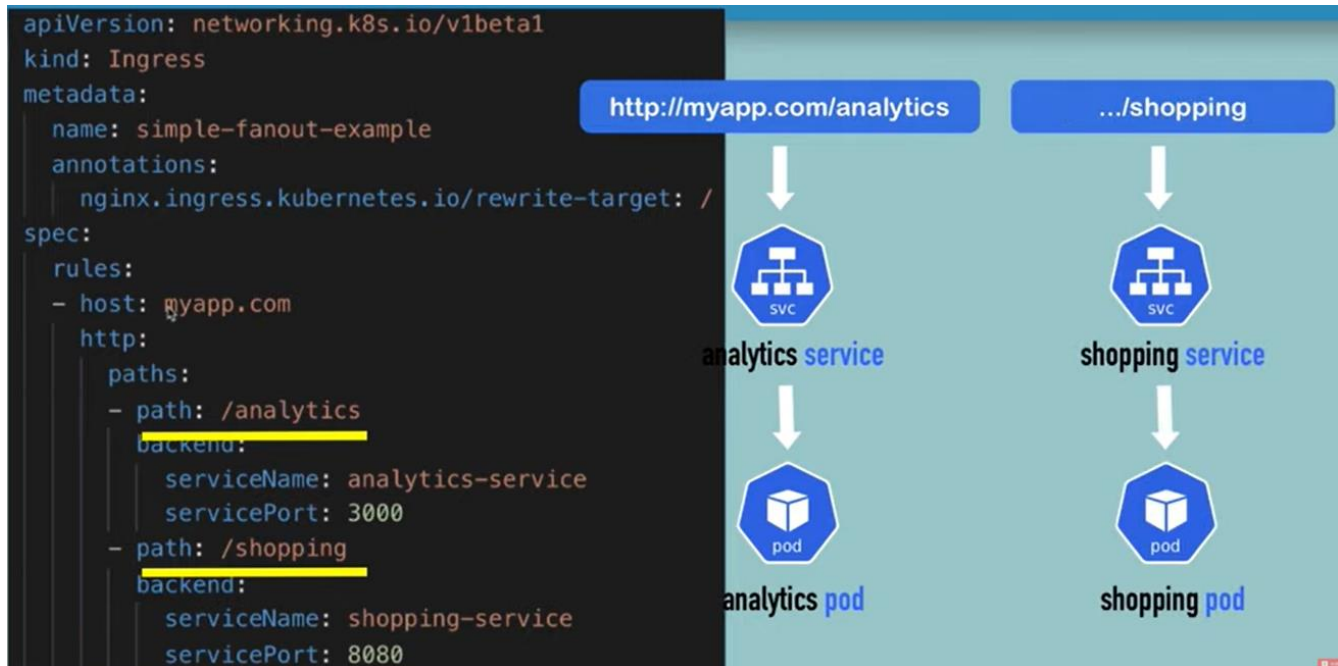 apiVersion: networking.k8s.io/v1beta1
kind: Ingress
metadata:
name: simple-fanout-example
annotations:
nginx.ingress.kubernetes.io/rewrite-target: /
spec:
rules:
- host: myapp.com
http:
paths:
- path: /analytics
backend:
serviceName: analytics-service
servicePort: 3000
- path: /shopping
backend:
serviceName: shopping-service
servicePort: 8080
http://myapp.com/analytics
svc
analytics service
pod
analytics pod
.../shopping
svc
shopping service
pod
shopping pod